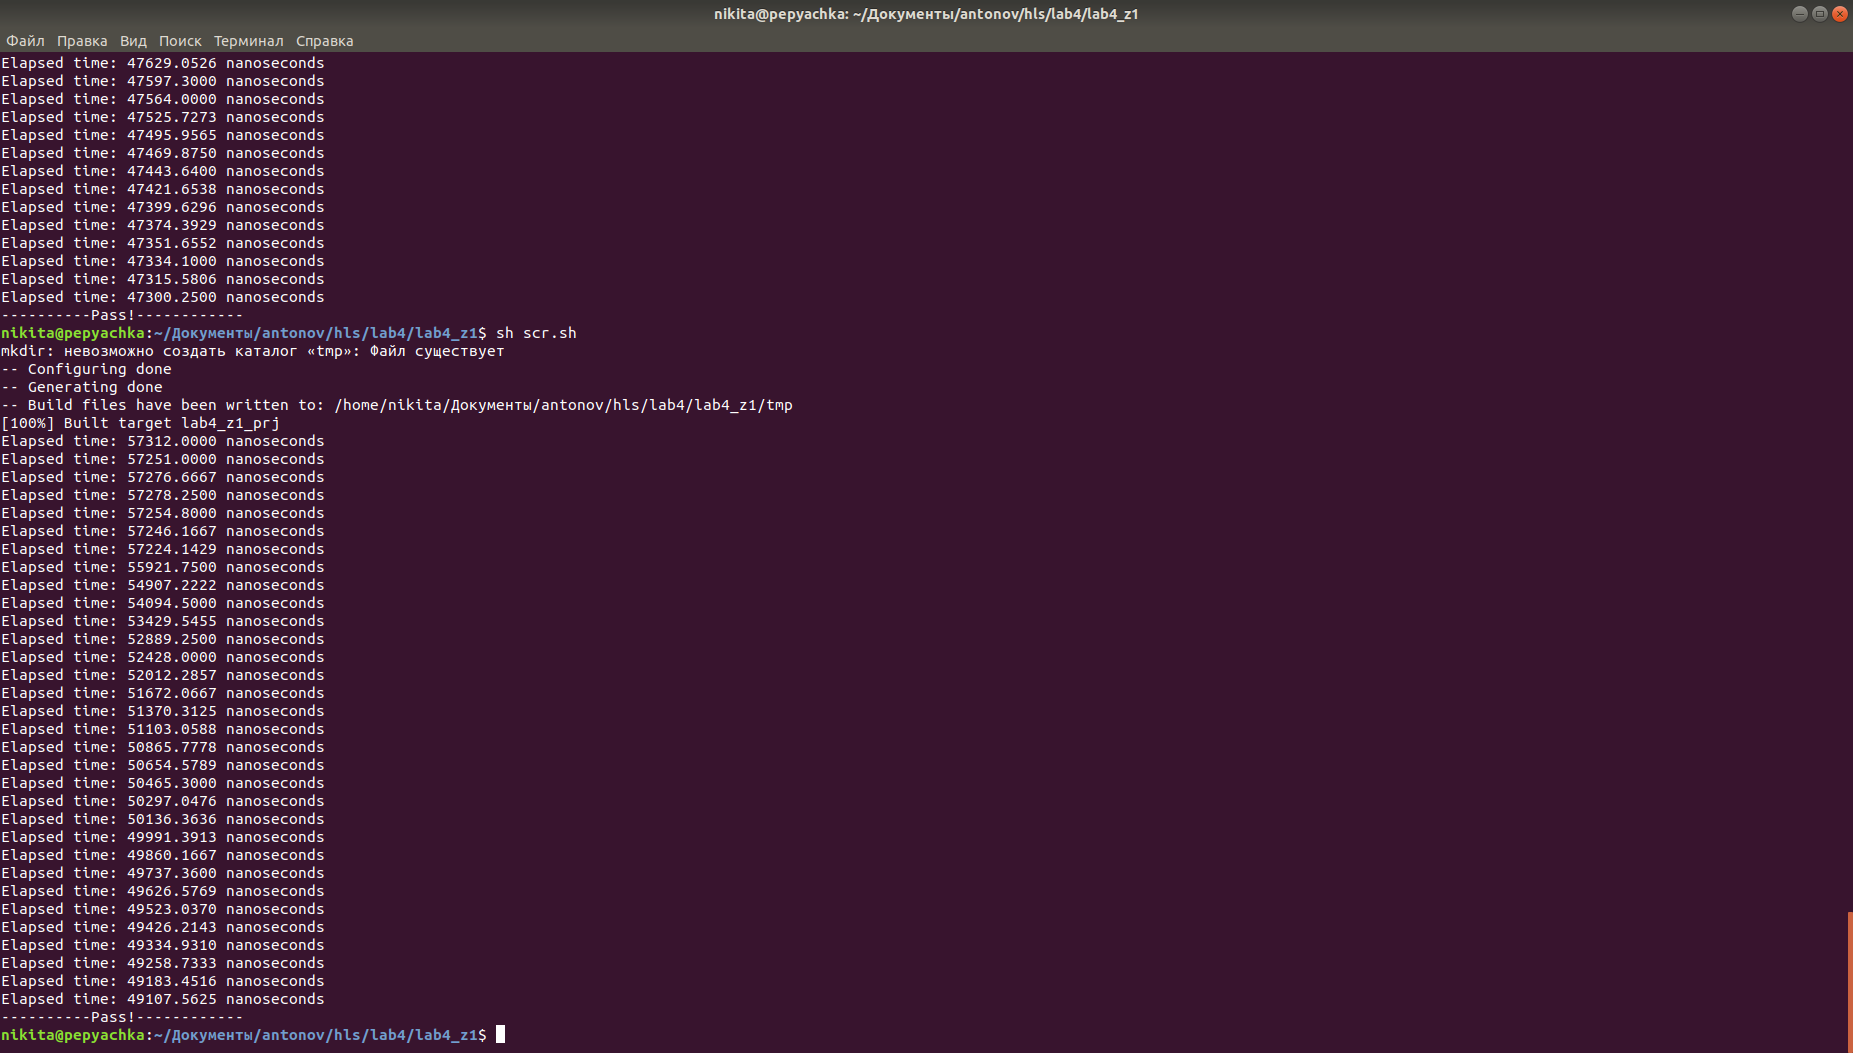 nikita@pepyachka: ~/Документы/antonov/hls/lab4/lab4_z1
Файл Правка Вид Поиск Терминал Справка
Elapsed time: 47629.0526 nanoseconds
Elapsed time: 47597.3000 nanoseconds
Elapsed time: 47564.0000 nanoseconds
Elapsed time: 47525.7273 nanoseconds
Elapsed time: 47495.9565 nanoseconds
Elapsed time: 47469.8750 nanoseconds
Elapsed time: 47443.6400 nanoseconds
Elapsed time: 47421.6538 nanoseconds
Elapsed time: 47399.6296 nanoseconds
Elapsed time: 47374.3929 nanoseconds
Elapsed time: 47351.6552 nanoseconds
Elapsed time: 47334.1000 nanoseconds
Elapsed time: 47315.5806 nanoseconds
Elapsed time: 47300.2500 nanoseconds
----------Pass!------------
nikita@pepyachka:~/Документы/antonov/hls/lab4/lab4_z1$ sh scr.sh
mkdir: невозможно создать каталог «tmp»: Файл существует
-- Configuring done
-- Generating done
-- Build files have been written to: /home/nikita/Документы/antonov/hls/lab4/lab4_z1/tmp
[100%] Built target lab4_z1_prj
Elapsed time: 57312.0000 nanoseconds
Elapsed time: 57251.0000 nanoseconds
Elapsed time: 57276.6667 nanoseconds
Elapsed time: 57278.2500 nanoseconds
Elapsed time: 57254.8000 nanoseconds
Elapsed time: 57246.1667 nanoseconds
Elapsed time: 57224.1429 nanoseconds
Elapsed time: 55921.7500 nanoseconds
Elapsed time: 54907.2222 nanoseconds
Elapsed time: 54094.5000 nanoseconds
Elapsed time: 53429.5455 nanoseconds
Elapsed time: 52889.2500 nanoseconds
Elapsed time: 52428.0000 nanoseconds
Elapsed time: 52012.2857 nanoseconds
Elapsed time: 51672.0667 nanoseconds
Elapsed time: 51370.3125 nanoseconds
Elapsed time: 51103.0588 nanoseconds
Elapsed time: 50865.7778 nanoseconds
Elapsed time: 50654.5789 nanoseconds
Elapsed time: 50465.3000 nanoseconds
Elapsed time: 50297.0476 nanoseconds
Elapsed time: 50136.3636 nanoseconds
Elapsed time: 49991.3913 nanoseconds
Elapsed time: 49860.1667 nanoseconds
Elapsed time: 49737.3600 nanoseconds
Elapsed time: 49626.5769 nanoseconds
Elapsed time: 49523.0370 nanoseconds
Elapsed time: 49426.2143 nanoseconds
Elapsed time: 49334.9310 nanoseconds
Elapsed time: 49258.7333 nanoseconds
Elapsed time: 49183.4516 nanoseconds
Elapsed time: 49107.5625 nanoseconds
----------Pass!------------
nikita@pepyachka:~/Документы/antonov/hls/lab4/lab4_z1$